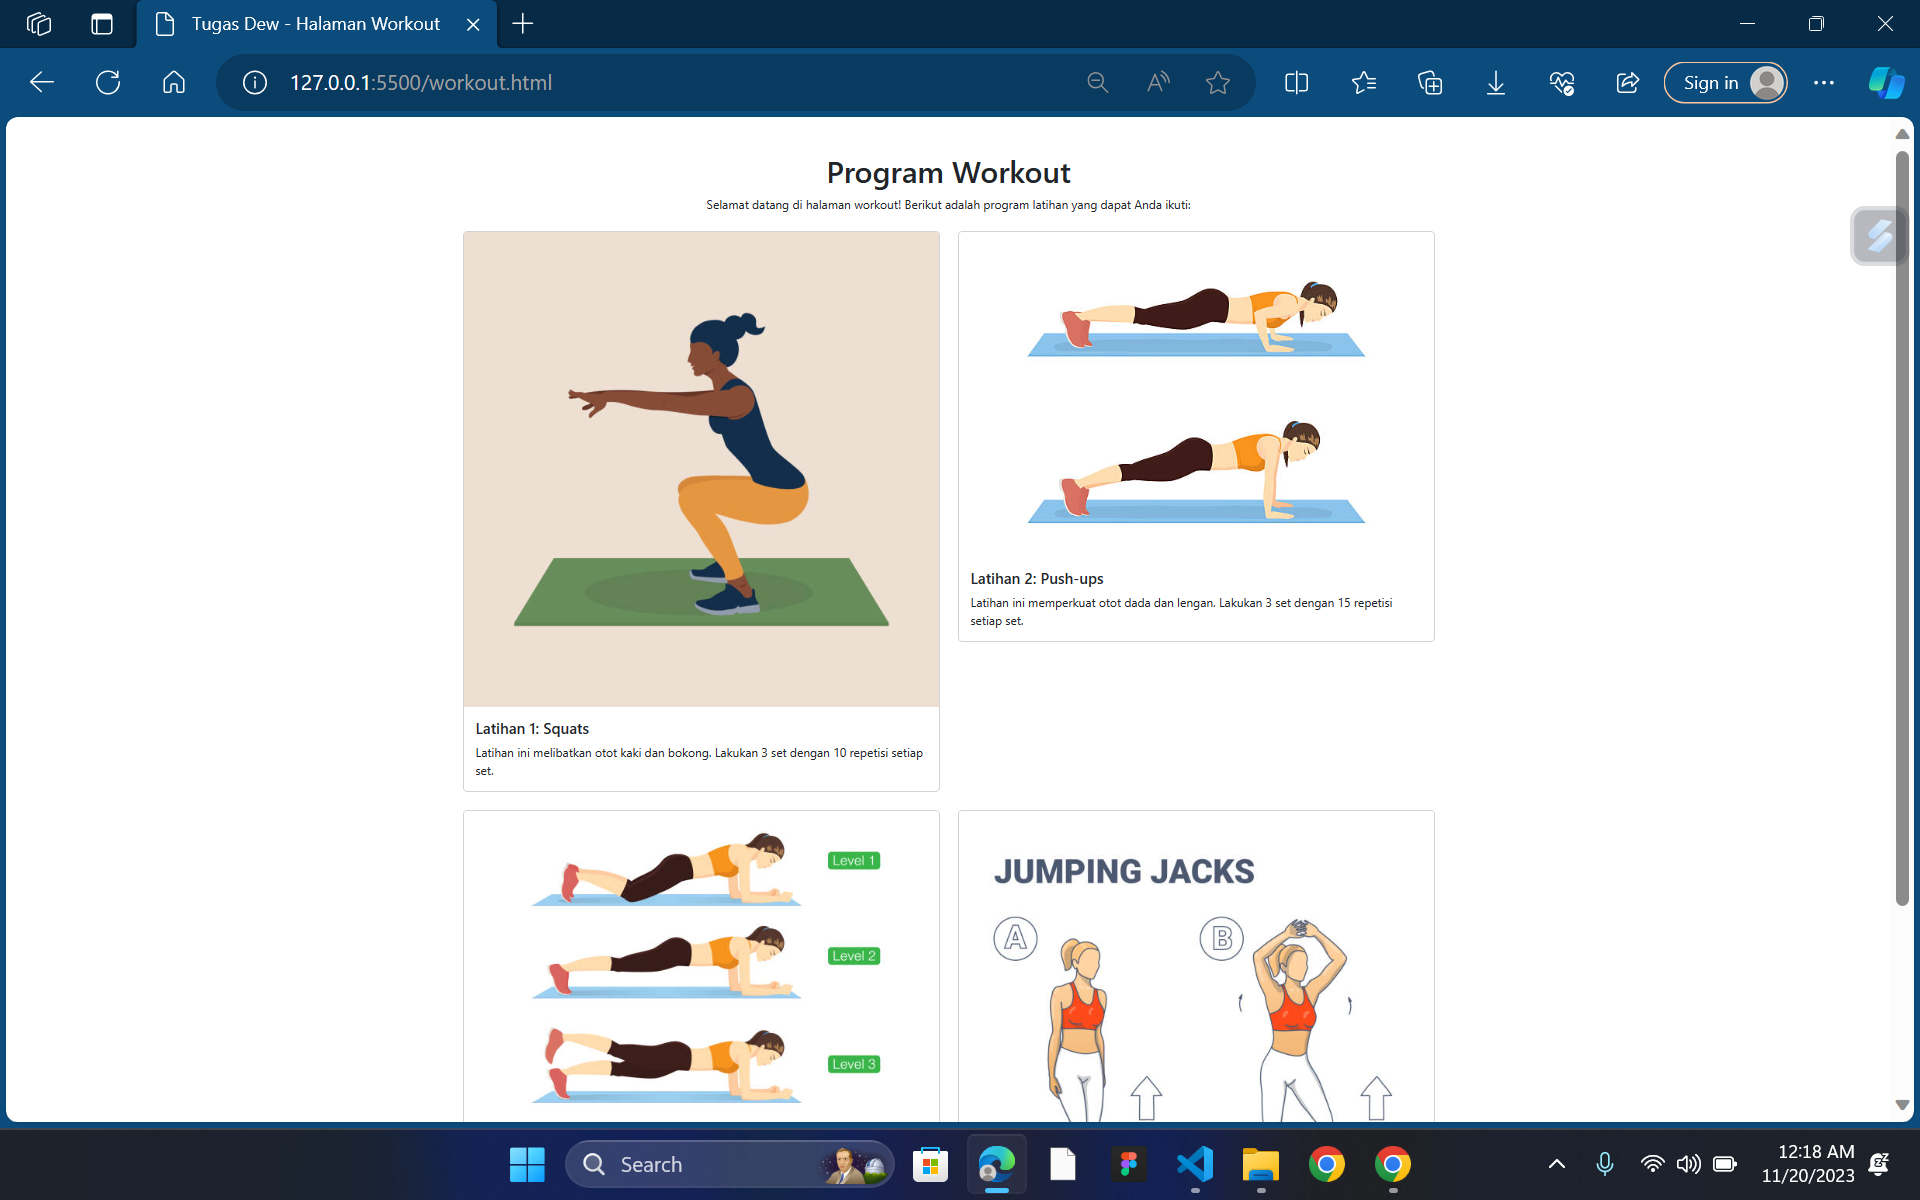 Tugas Dew - Halaman Workout
127.0.0.1:5500/workout.html
Sign in
Program Workout
Selamat datang di halaman workout! Berikut adalah program latihan yang dapat Anda ikuti:
Latihan 1: Squats
Latihan ini melibatkan otot kaki dan bokong. Lakukan 3 set dengan 10 repetisi setiap
set.
Latihan 2: Push-ups
Latihan ini memperkuat otot dada dan lengan. Lakukan 3 set dengan 15 repetisi
setiap set.
Level 1
Level 2
Level 3
JUMPING JACKS
A
B
Search
12:18 AM
11/20/2023